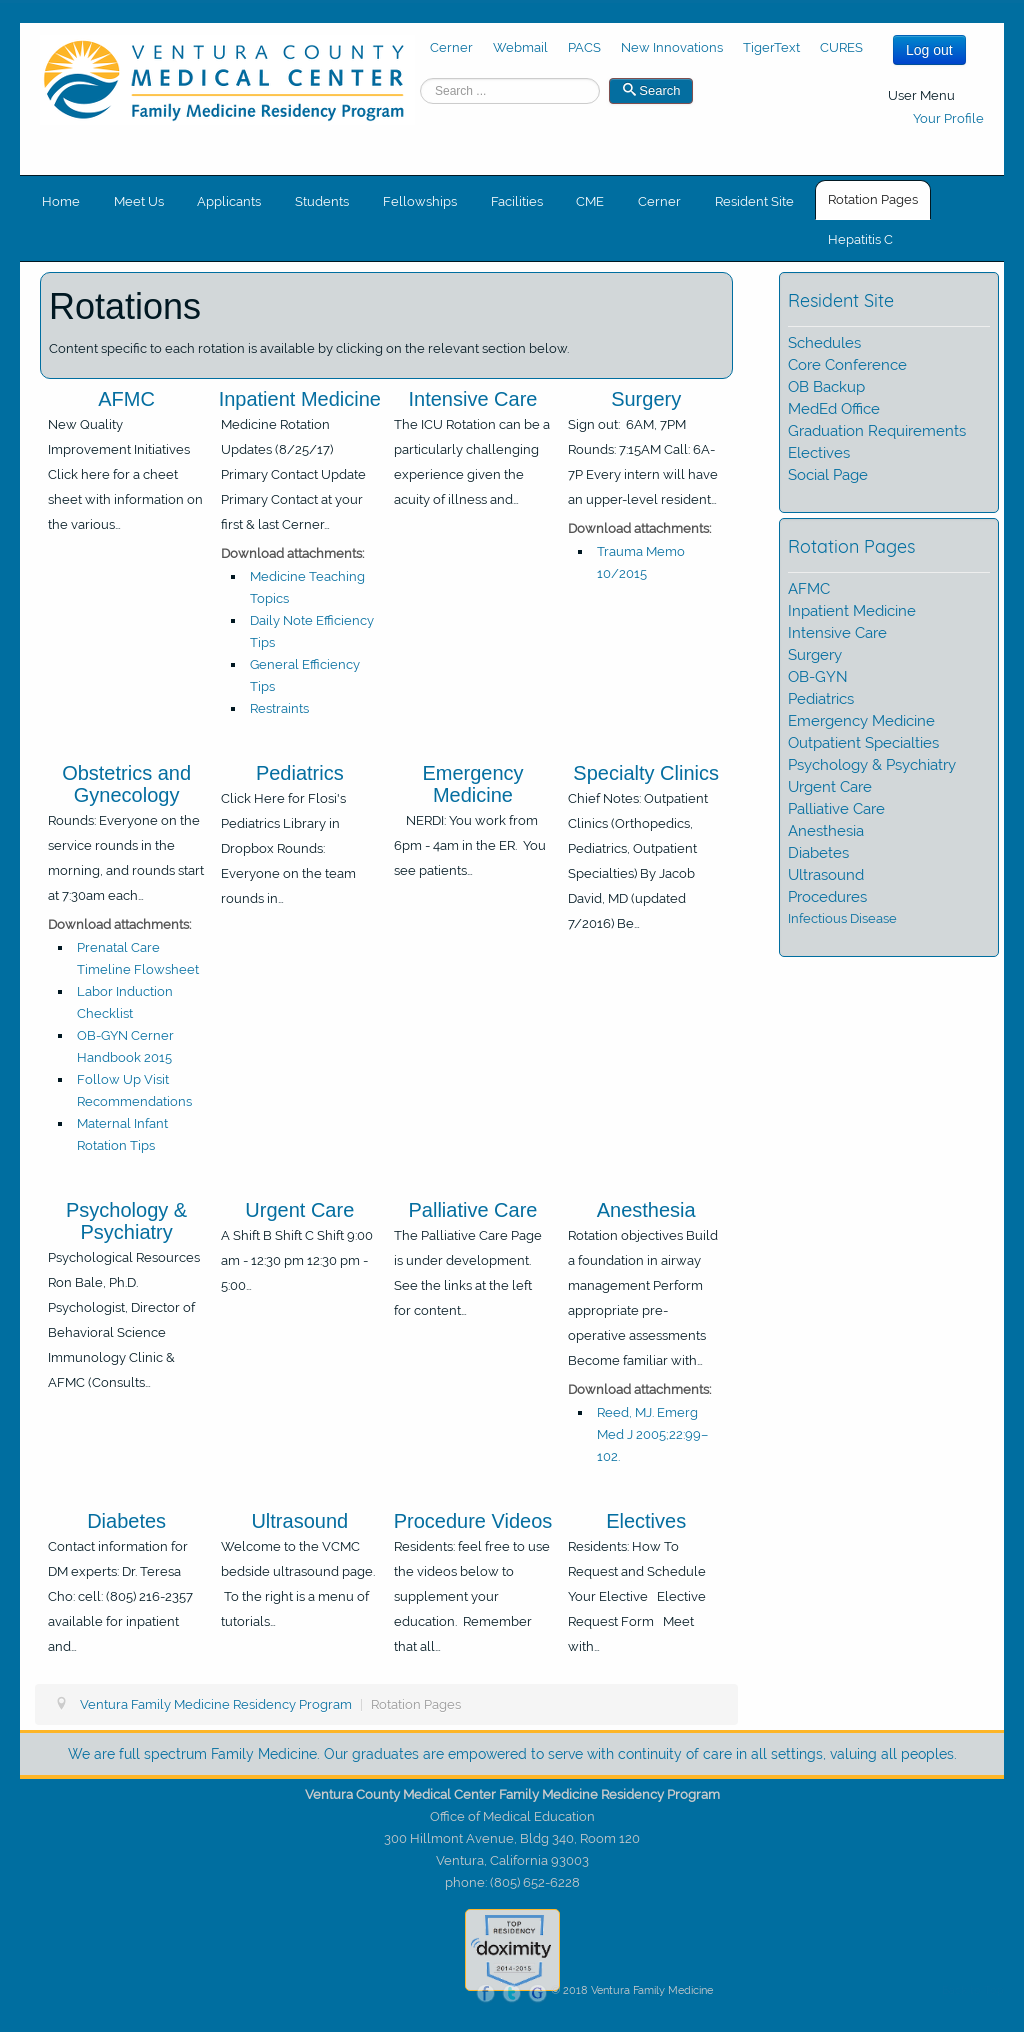 VENTURA COUNTY
MEDICAL CENTER
Family Medicine Residency Program
Cerner Webmail PACS New Innovations TigerText CURES
Log out
Search ...
Search
User Menu
Your Profile
Home Meet Us Applicants Students Fellowships Facilities CME Cerner Resident Site Rotation Pages
Hepatitis C
Rotations
Content specific to each rotation is available by clicking on the relevant section below.
AFMC
New Quality
Improvement Initiatives
Click here for a cheet
sheet with information on
the various...
Inpatient Medicine
Medicine Rotation
Updates (8/25/17)
Primary Contact Update
Primary Contact at your
first & last Cerner...
Download attachments:
Medicine Teaching
Topics
Daily Note Efficiency
Tips
General Efficiency
Tips
Restraints
Intensive Care
The ICU Rotation can be a
particularly challenging
experience given the
acuity of illness and...
Surgery
Sign out: 6AM, 7PM
Rounds: 7:15AM Call: 6A-
7P Every intern will have
an upper-level resident...
Download attachments:
Trauma Memo
10/2015
Obstetrics and
Gynecology
Rounds: Everyone on the
service rounds in the
morning, and rounds start
at 7:30am each...
Download attachments:
Prenatal Care
Timeline Flowsheet
Labor Induction
Checklist
OB-GYN Cerner
Handbook 2015
Follow Up Visit
Recommendations
Maternal Infant
Rotation Tips
Pediatrics
Click Here for Flosi's
Pediatrics Library in
Dropbox Rounds:
Everyone on the team
rounds in...
Emergency
Medicine
NERDI: You work from
6pm - 4am in the ER. You
see patients...
Specialty Clinics
Chief Notes: Outpatient
Clinics (Orthopedics,
Pediatrics, Outpatient
Specialties) By Jacob
David, MD (updated
7/2016) Be...
Psychology &
Psychiatry
Psychological Resources
Ron Bale, Ph.D.
Psychologist, Director of
Behavioral Science
Immunology Clinic &
AFMC (Consults...
Urgent Care
A Shift B Shift C Shift 9:00
am - 12:30 pm 12:30 pm -
5:00...
Palliative Care
The Palliative Care Page
is under development.
See the links at the left
for content...
Anesthesia
Rotation objectives Build
a foundation in airway
management Perform
appropriate pre-
operative assessments
Become familiar with...
Download attachments:
Reed, MJ. Emerg
Med J 2005;22:99–
102.
Diabetes
Contact information for
DM experts: Dr. Teresa
Cho: cell: (805) 216-2357
available for inpatient
and...
Ultrasound
Welcome to the VCMC
bedside ultrasound page.
To the right is a menu of
tutorials...
Procedure Videos
Residents: feel free to use
the videos below to
supplement your
education. Remember
that all...
Electives
Residents: How To
Request and Schedule
Your Elective Elective
Request Form Meet
with...
Resident Site
Schedules
Core Conference
OB Backup
MedEd Office
Graduation Requirements
Electives
Social Page
Rotation Pages
AFMC
Inpatient Medicine
Intensive Care
Surgery
OB-GYN
Pediatrics
Emergency Medicine
Outpatient Specialties
Psychology & Psychiatry
Urgent Care
Palliative Care
Anesthesia
Diabetes
Ultrasound
Procedures
Infectious Disease
Ventura Family Medicine Residency Program | Rotation Pages
We are full spectrum Family Medicine. Our graduates are empowered to serve with continuity of care in all settings, valuing all peoples.
Ventura County Medical Center Family Medicine Residency Program
Office of Medical Education
300 Hillmont Avenue, Bldg 340, Room 120
Ventura, California 93003
phone: (805) 652-6228
TOP
RESIDENCY
doximity
2014-2015
f t G © 2018 Ventura Family Medicine